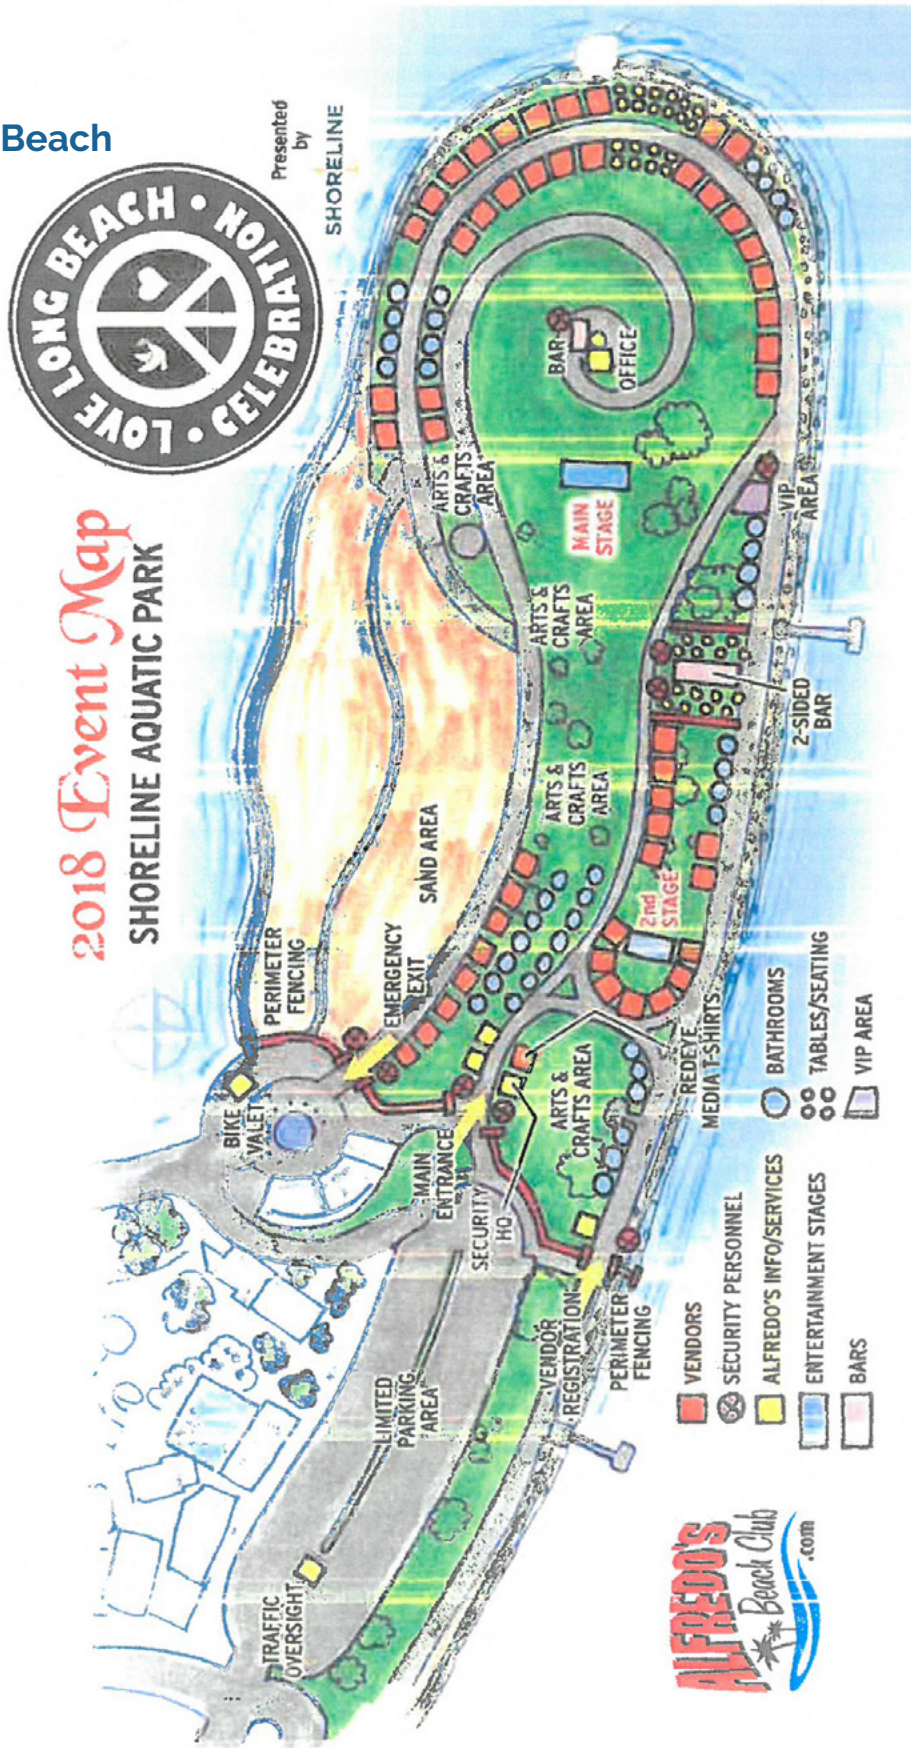 Beach
LOVE LONG BEACH • CELEBRATION •
Presented
by
SHORELINE
2018 Event Map
SHORELINE AQUATIC PARK
TRAFFIC
OVERSIGHT
LIMITED
PARKING
AREA
BIKE
VALET
PERIMETER
FENCING
EMERGENCY
EXIT
SAND AREA
MAIN
ENTRANCE
SECURITY
HQ
VENDOR
REGISTRATION
PERIMETER
FENCING
ARTS &
CRAFTS AREA
REDEYE
MEDIA T-SHIRTS
2nd
STAGE
ARTS &
CRAFTS
AREA
ARTS &
CRAFTS
AREA
ARTS &
CRAFTS
AREA
MAIN
STAGE
BAR
OFFICE
2-SIDED
BAR
VIP
AREA
ALFREDO'S
Beach Club
.com
VENDORS
SECURITY PERSONNEL
ALFREDO'S INFO/SERVICES
ENTERTAINMENT STAGES
BARS
BATHROOMS
TABLES/SEATING
VIP AREA